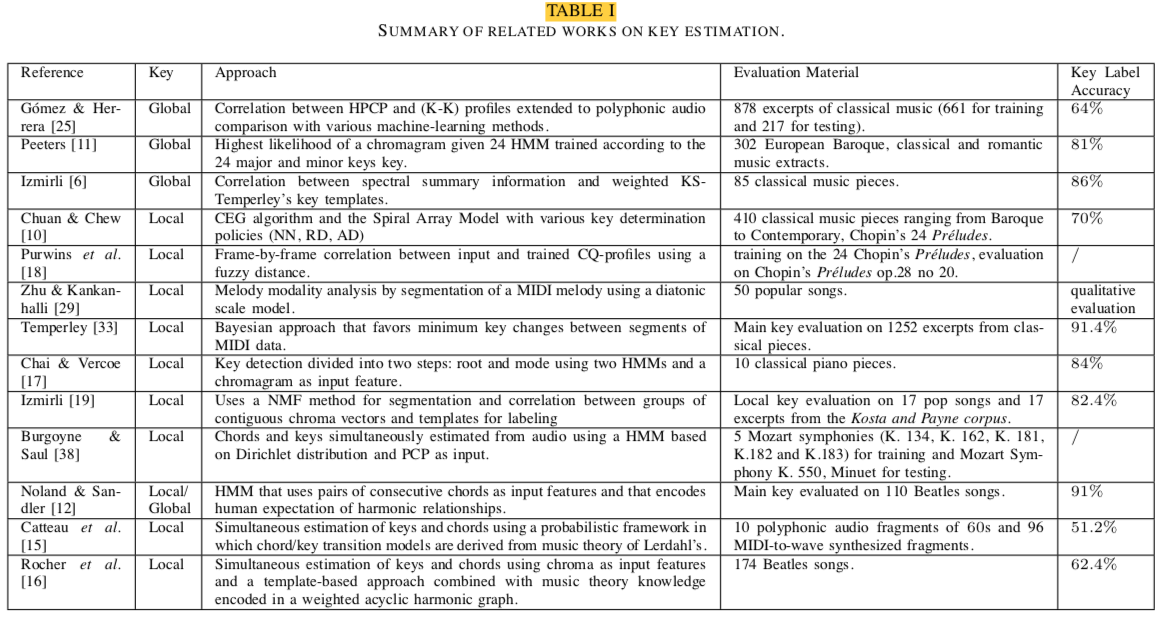 TABLE I
SUMMARY OF RELATED WORKS ON KEY ESTIMATION.
Reference Key Approach Evaluation Material Key Label
Accuracy
Gómez & Her- Global Correlation between HPCP and (K-K) profiles extended to polyphonic audio 878 excerpts of classical music (661 for training 64%
rera [25] comparison with various machine-learning methods. and 217 for testing).
Peeters [11] Global Highest likelihood of a chromagram given 24 HMM trained according to the 302 European Baroque, classical and romantic 81%
24 major and minor keys key. music extracts.
Izmirli [6] Global Correlation between spectral summary information and weighted KS- 85 classical music pieces. 86%
Temperley's key templates.
Chuan & Chew Local CEG algorithm and the Spiral Array Model with various key determination 410 classical music pieces ranging from Baroque 70%
[10] policies (NN, RD, AD) to Contemporary, Chopin's 24 Préludes.
Purwins et al. Local Frame-by-frame correlation between input and trained CQ-profiles using a training on the 24 Chopin's Préludes, evaluation /
[18] fuzzy distance. on Chopin's Préludes op.28 no 20.
Zhu & Kankan- Local Melody modality analysis by segmentation of a MIDI melody using a diatonic 50 popular songs. qualitative
halli [29] scale model. evaluation
Temperley [33] Local Bayesian approach that favors minimum key changes between segments of Main key evaluation on 1252 excerpts from clas- 91.4%
MIDI data. sical pieces.
Chai & Vercoe Local Key detection divided into two steps: root and mode using two HMMs and a 10 classical piano pieces. 84%
[17] chromagram as input feature.
Izmirli [19] Local Uses a NMF method for segmentation and correlation between groups of Local key evaluation on 17 pop songs and 17 82.4%
contiguous chroma vectors and templates for labeling excerpts from the Kosta and Payne corpus.
Burgoyne & Local Chords and keys simultaneously estimated from audio using a HMM based 5 Mozart symphonies (K. 134, K. 162, K. 181, /
Saul [38] on Dirichlet distribution and PCP as input. K.182 and K.183) for training and Mozart Sym-
phony K. 550, Minuet for testing.
Noland & San- Local/ HMM that uses pairs of consecutive chords as input features and that encodes Main key evaluated on 110 Beatles songs. 91%
dler [12] Global human expectation of harmonic relationships.
Catteau et al. Local Simultaneous estimation of keys and chords using a probabilistic framework in 10 polyphonic audio fragments of 60s and 96 51.2%
[15] which chord/key transition models are derived from music theory of Lerdahl's. MIDI-to-wave synthesized fragments.
Rocher et al. Local Simultaneous estimation of keys and chords using chroma as input features 174 Beatles songs. 62.4%
[16] and a template-based approach combined with music theory knowledge
encoded in a weighted acyclic harmonic graph.